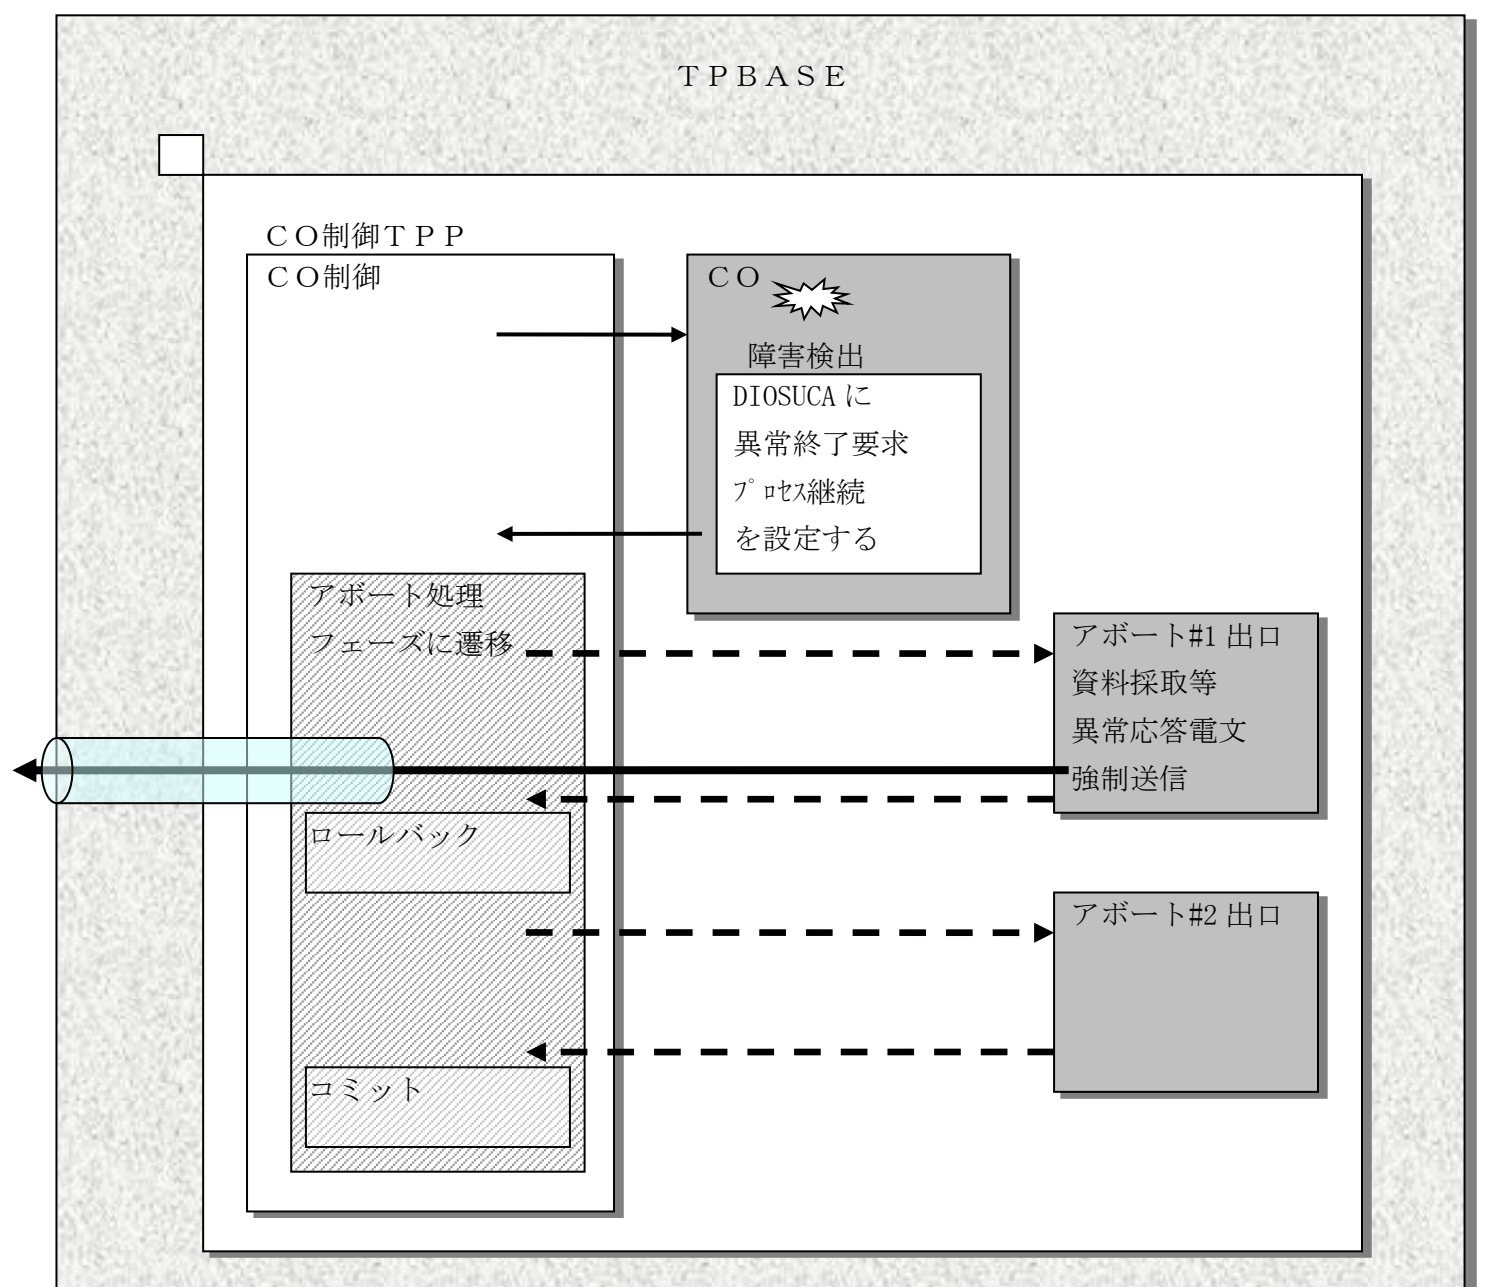 ＴＰＢＡＳＥ
ＣＯ制御ＴＰＰ
ＣＯ制御
ＣＯ
障害検出
DIOSUCA に
異常終了要求
ﾌﾟﾛｾｽ継続
を設定する
アボート処理
フェーズに遷移
アボート#1 出口
資料採取等
異常応答電文
強制送信
ロールバック
アボート#2 出口
コミット